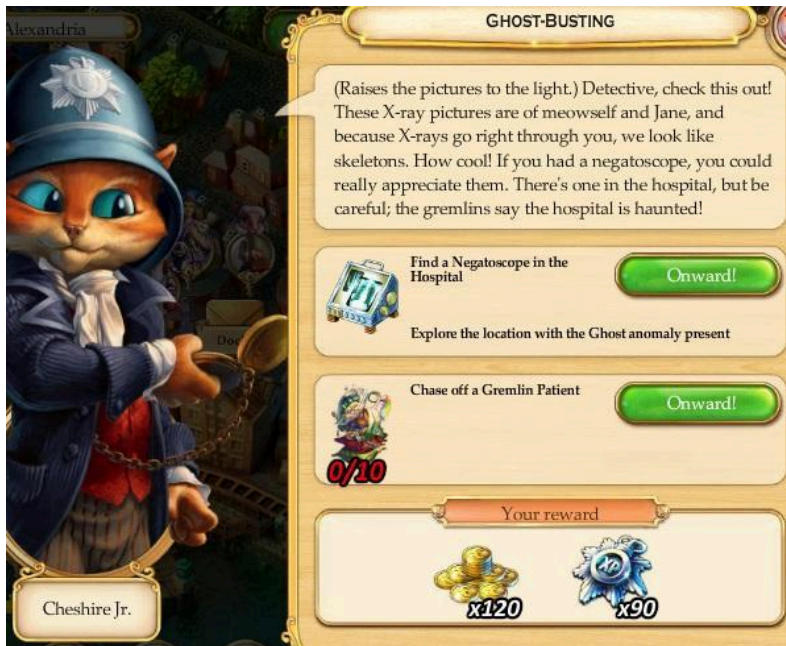 Alexandria
GHOST-BUSTING
(Raises the pictures to the light.) Detective, check this out!
These X-ray pictures are of meowself and Jane, and
because X-rays go right through you, we look like
skeletons. How cool! If you had a negatoscope, you could
really appreciate them. There's one in the hospital, but be
careful; the gremlins say the hospital is haunted!
Find a Negatoscope in the
Hospital
Onward!
Explore the location with the Ghost anomaly present
Chase off a Gremlin Patient
Onward!
0/10
Your reward
XP
x120
x90
Cheshire Jr.